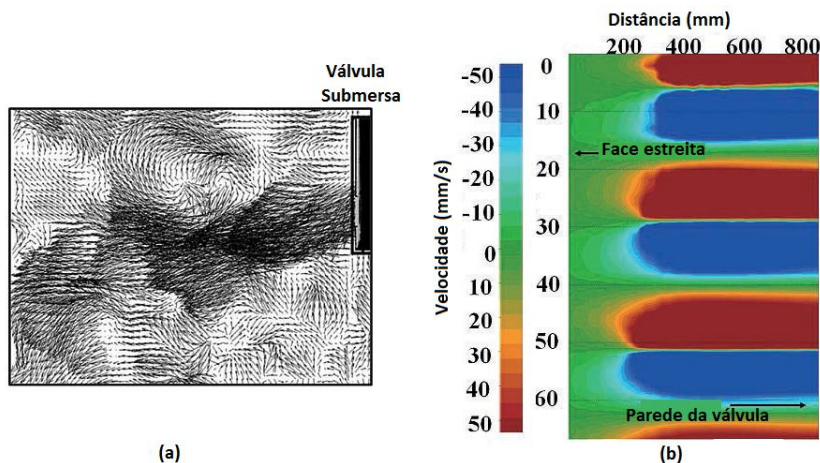 Válvula
Submersa
(a)
Distância (mm)
200 400 600 800
Velocidade (mm/s)
-50
-40
-30
-20
-10
0
10
20
30
40
50
0
10
20
30
40
50
60
Face estreita
Parede da válvula
(b)